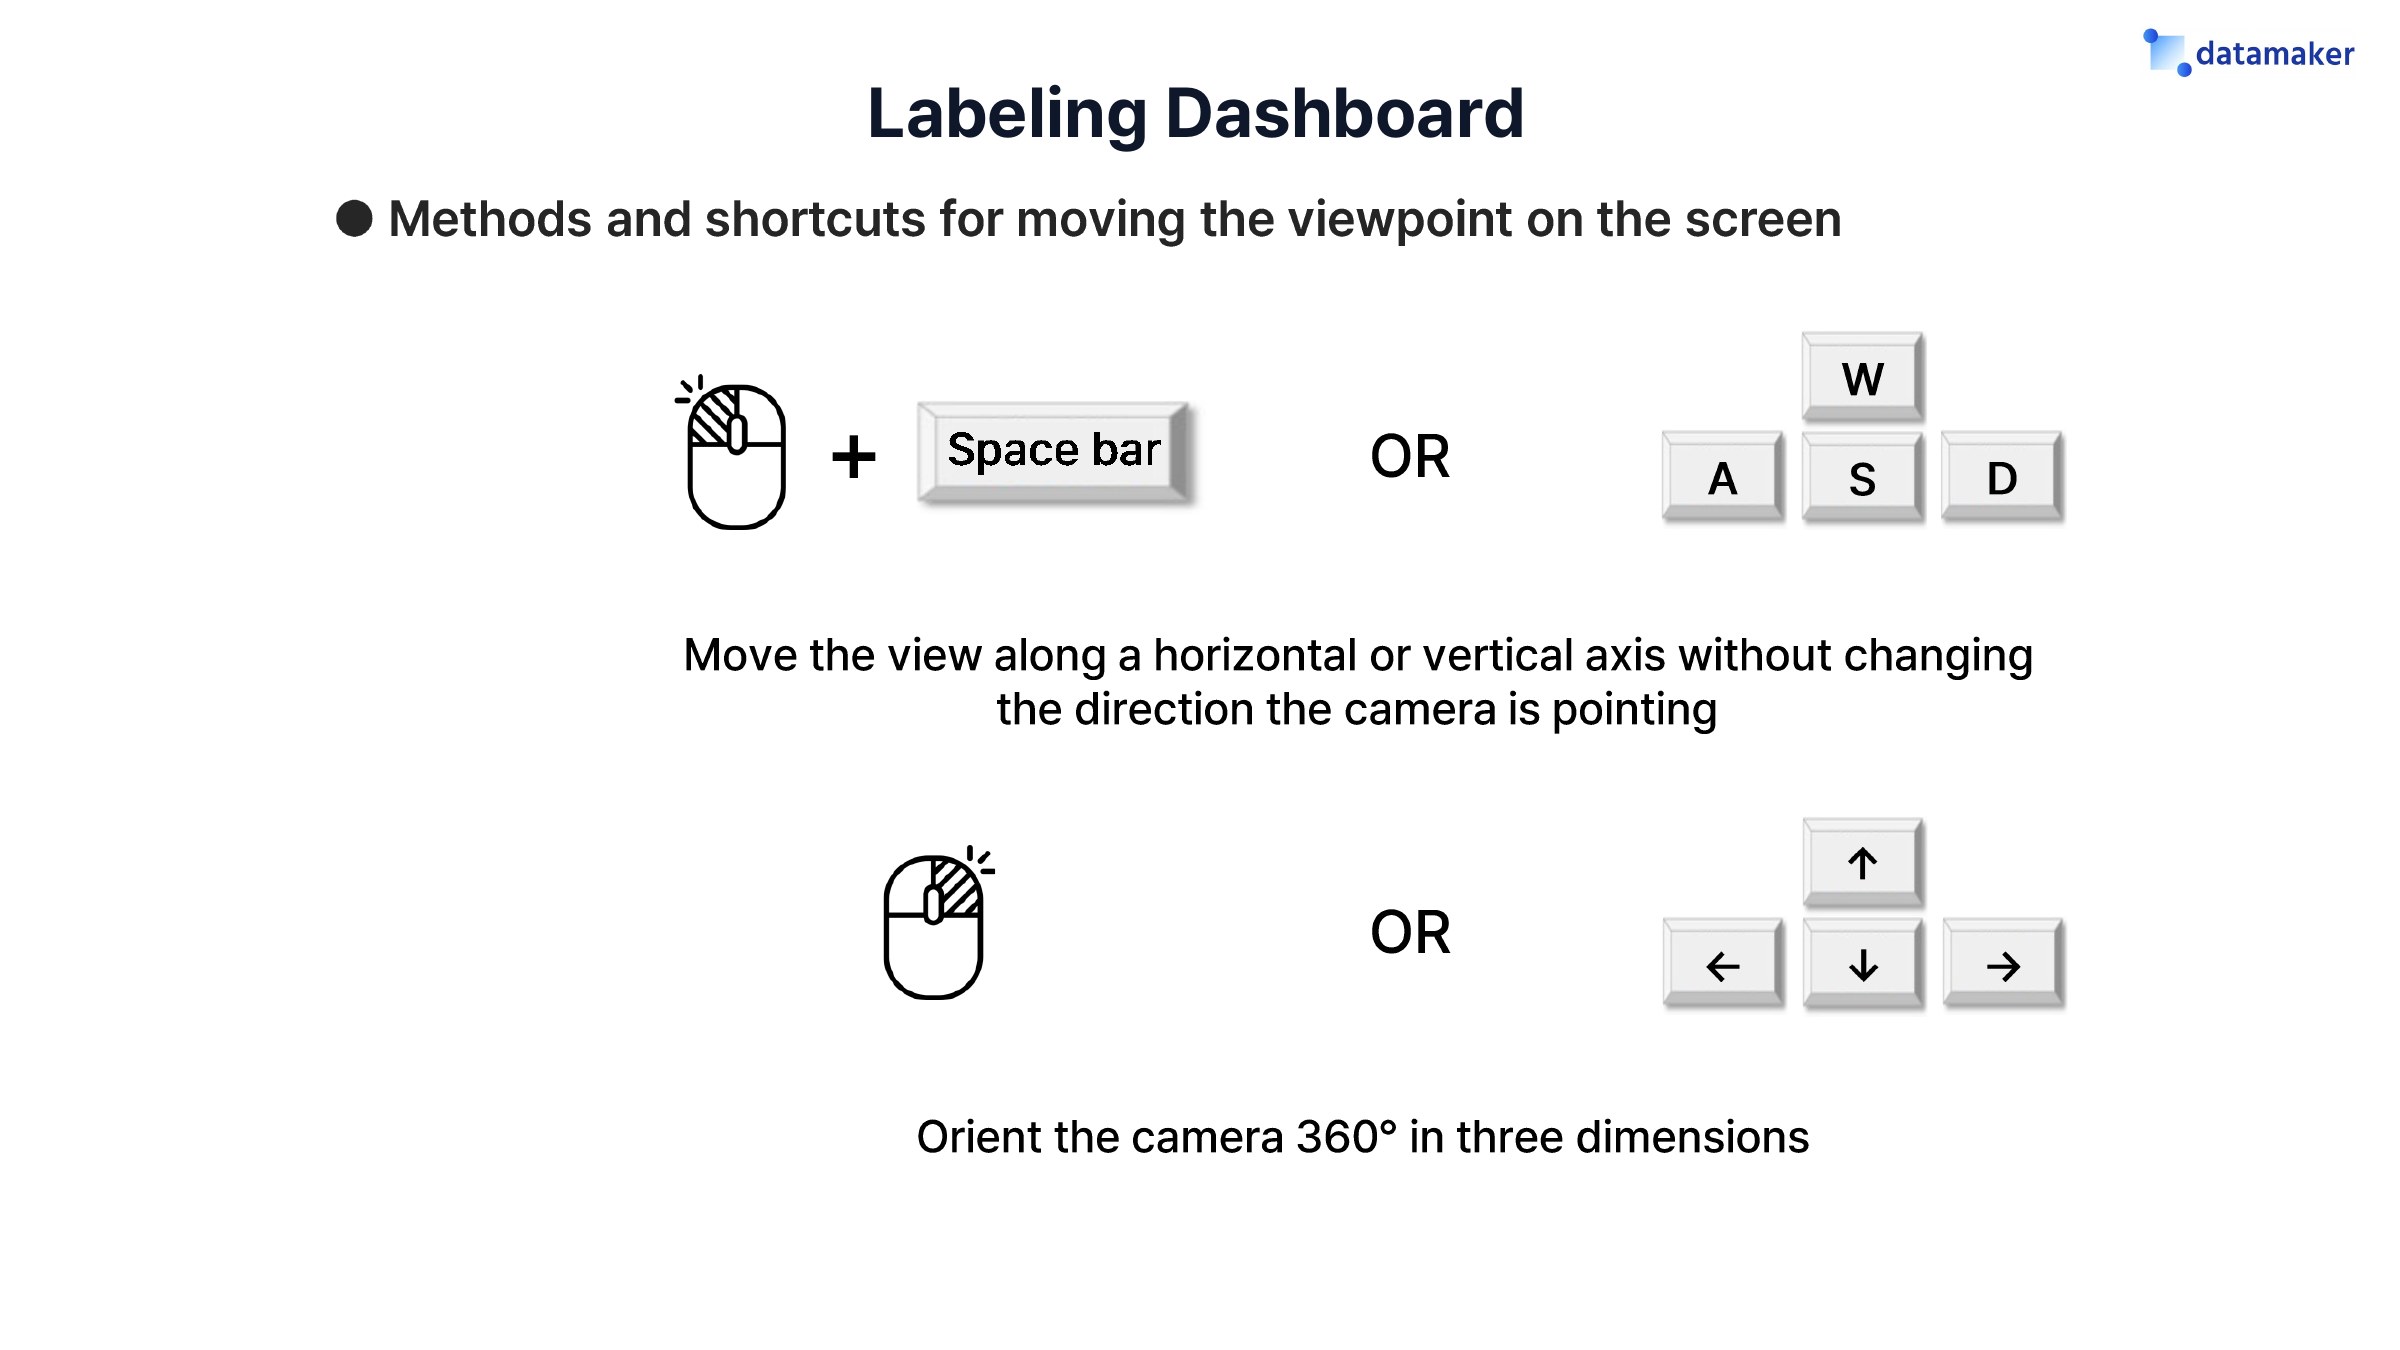 datamaker
Labeling Dashboard
● Methods and shortcuts for moving the viewpoint on the screen
W
+ Space bar OR A S D
Move the view along a horizontal or vertical axis without changing
the direction the camera is pointing
↑
OR ← ↓ →
Orient the camera 360° in three dimensions